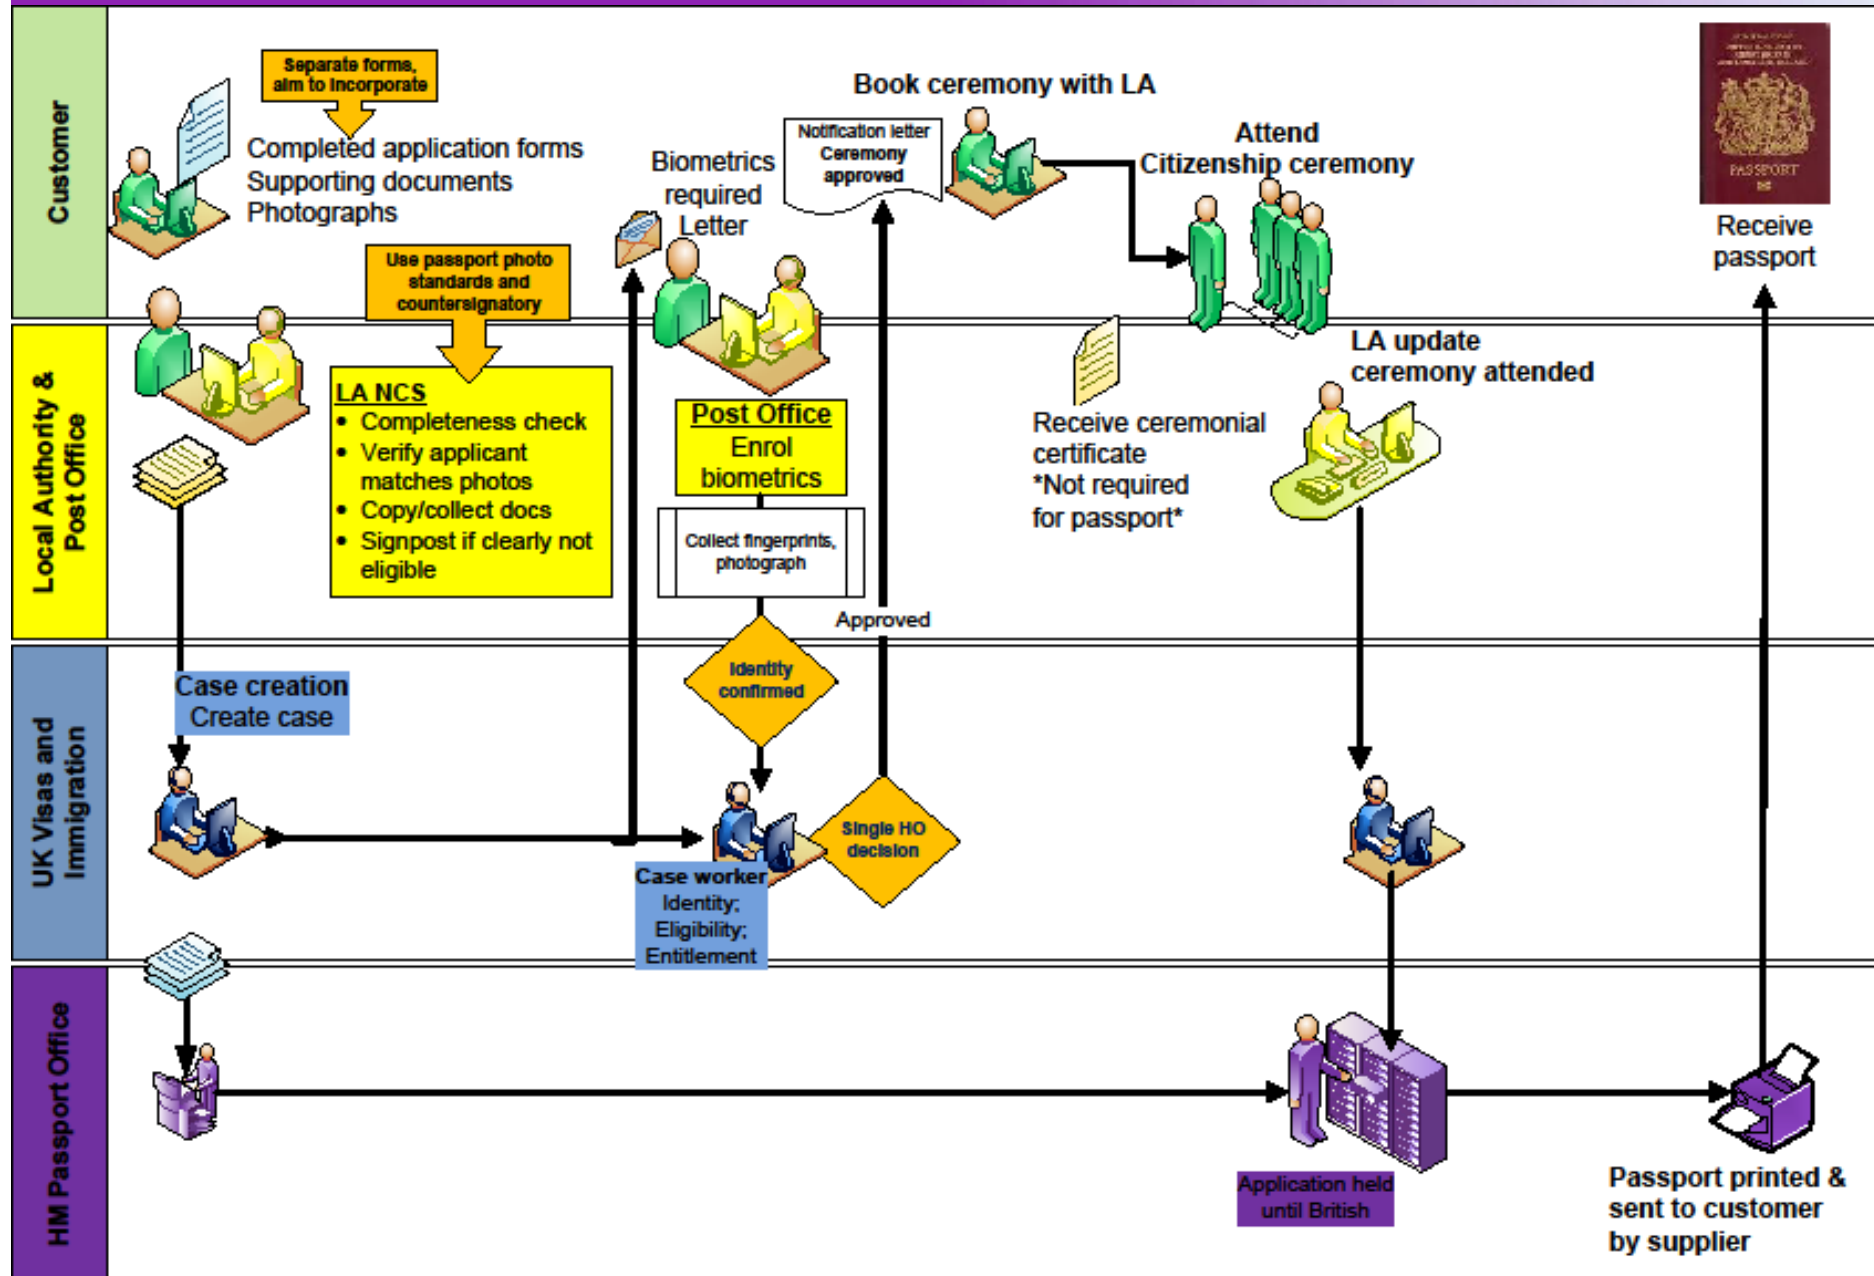 Customer
Separate forms,
aim to incorporate
Completed application forms
Supporting documents
Photographs
Use passport photo
standards and
countersignatory
Biometrics
required
Letter
Notification letter
Ceremony
approved
Book ceremony with LA
Attend
Citizenship ceremony
PASSPORT
Receive
passport
Local Authority &
Post Office
LA NCS
• Completeness check
• Verify applicant
matches photos
• Copy/collect docs
• Signpost if clearly not
eligible
Post Office
Enrol
biometrics
Collect fingerprints,
photograph
Approved
Receive ceremonial
certificate
*Not required
for passport*
LA update
ceremony attended
UK Visas and
Immigration
Case creation
Create case
Identity
confirmed
Single HO
decision
Case worker
Identity;
Eligibility;
Entitlement
HM Passport Office
Application held
until British
Passport printed &
sent to customer
by supplier